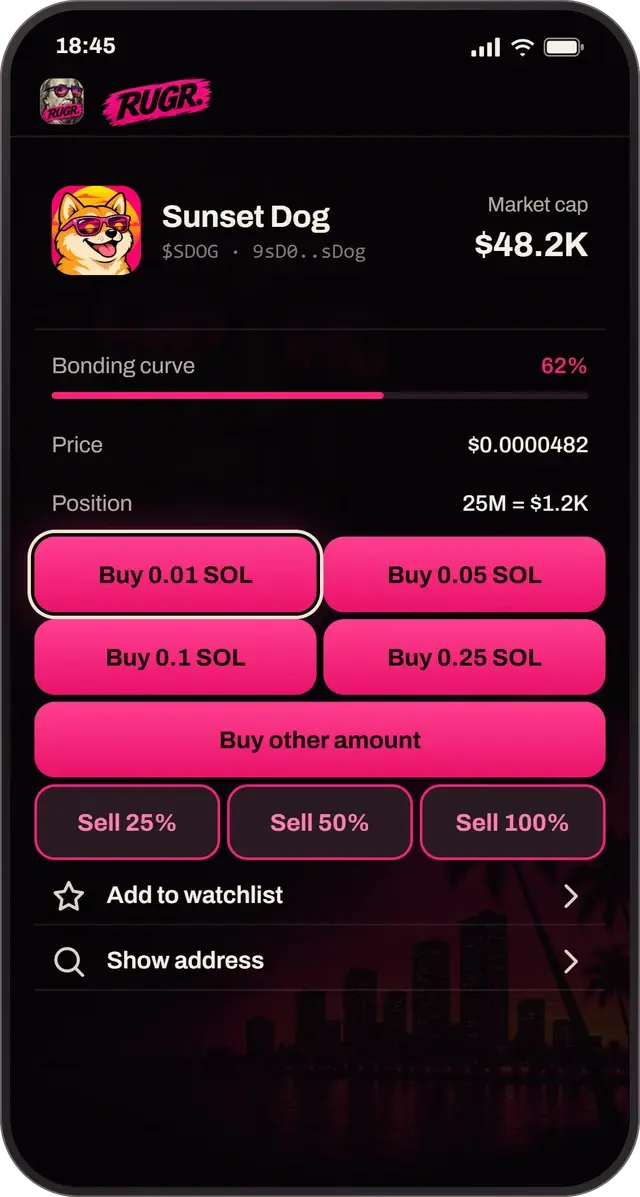 18:45
RUGR. RUGR.
Sunset Dog
$SDOG · 9sD0..sDog
Market cap
$48.2K
Bonding curve 62%
Price $0.0000482
Position 25M = $1.2K
Buy 0.01 SOL Buy 0.05 SOL
Buy 0.1 SOL Buy 0.25 SOL
Buy other amount
Sell 25% Sell 50% Sell 100%
Add to watchlist
Show address